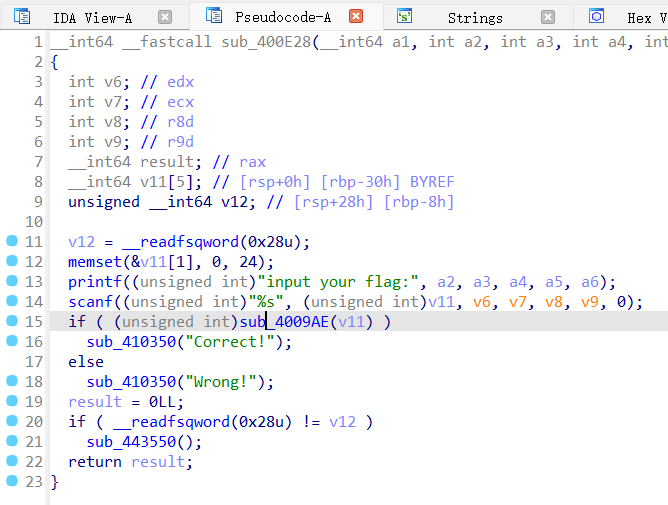 IDA View-A Pseudocode-A Strings Hex V
1 __int64 __fastcall sub_400E28(__int64 a1, int a2, int a3, int a4, int
2 {
3 int v6; // edx
4 int v7; // ecx
5 int v8; // r8d
6 int v9; // r9d
7 __int64 result; // rax
8 __int64 v11[5]; // [rsp+0h] [rbp-30h] BYREF
9 unsigned __int64 v12; // [rsp+28h] [rbp-8h]
10
11 v12 = __readfsqword(0x28u);
12 memset(&v11[1], 0, 24);
13 printf((unsigned int)"input your flag:", a2, a3, a4, a5, a6);
14 scanf((unsigned int)"%s", (unsigned int)v11, v6, v7, v8, v9, 0);
15 if ( (unsigned int)sub_4009AE(v11) )
16 sub_410350("Correct!");
17 else
18 sub_410350("Wrong!");
19 result = 0LL;
20 if ( __readfsqword(0x28u) != v12 )
21 sub_443550();
22 return result;
23 }